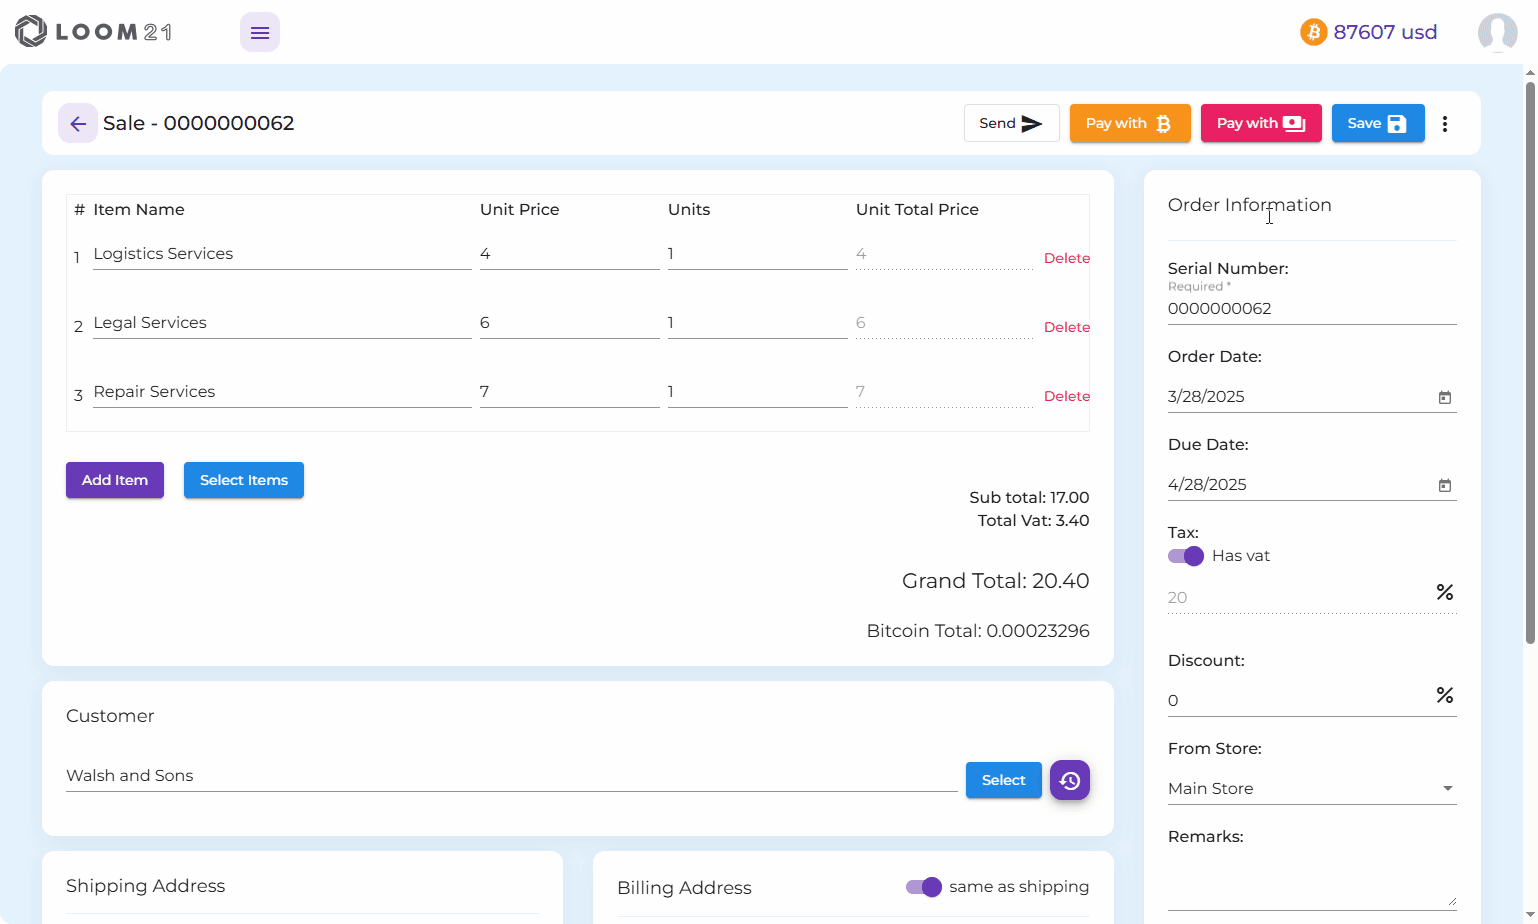 LOOM21
87607 usd
Sale - 0000000062
Send
Pay with
Pay with
Save
# Item Name Unit Price Units Unit Total Price
1 Logistics Services 4 1 4 Delete
2 Legal Services 6 1 6 Delete
3 Repair Services 7 1 7 Delete
Add Item
Select Items
Sub total: 17.00
Total Vat: 3.40
Grand Total: 20.40
Bitcoin Total: 0.00023296
Customer
Walsh and Sons
Select
Shipping Address
Billing Address
same as shipping
Order Information
Serial Number:
Required *
0000000062
Order Date:
3/28/2025
Due Date:
4/28/2025
Tax:
Has vat
20 %
Discount:
0 %
From Store:
Main Store
Remarks: